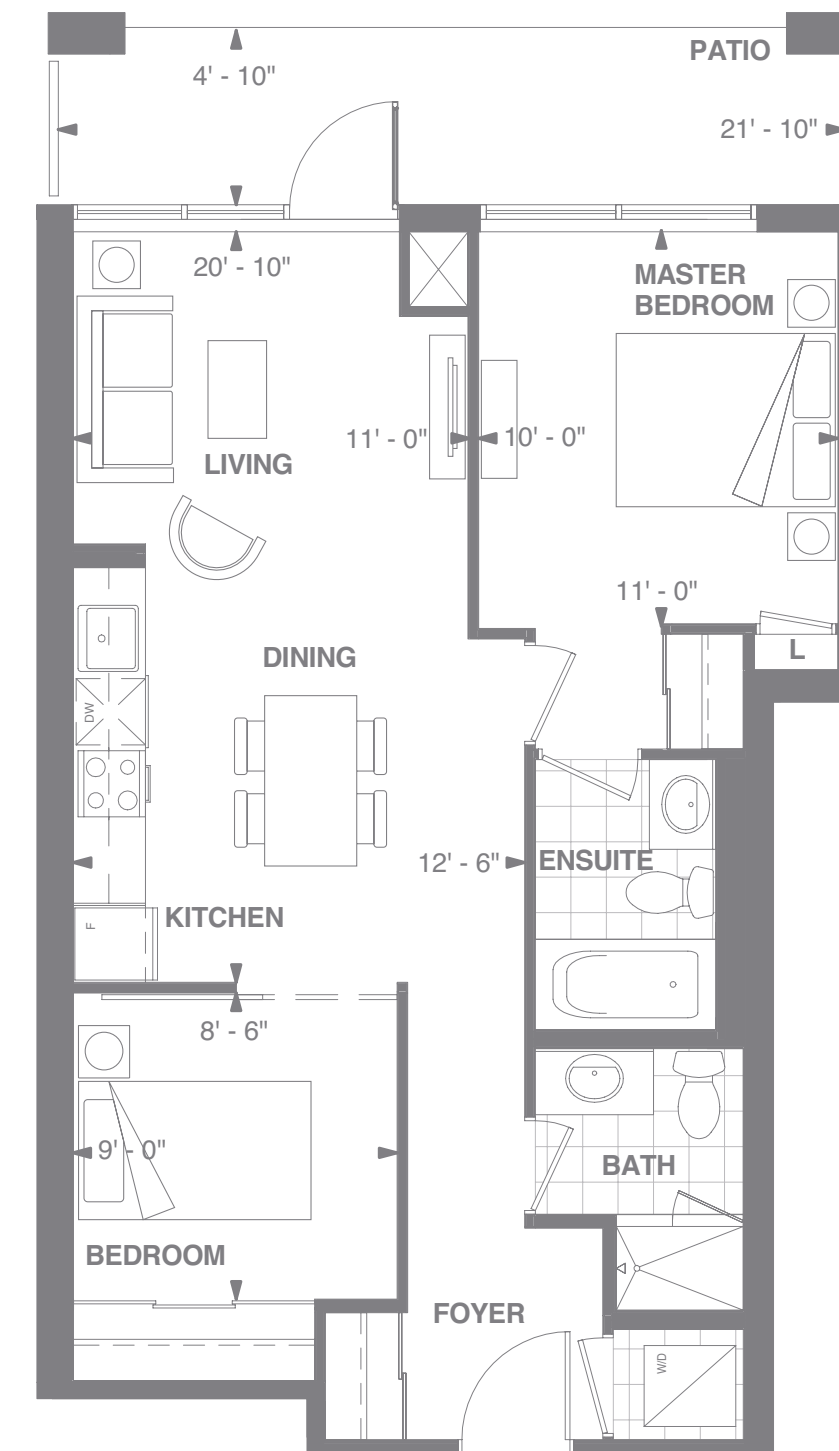 PATIO
4' - 10"
21' - 10"
20' - 10"
MASTER
BEDROOM
11' - 0"
10' - 0"
LIVING
11' - 0"
L
DINING
DW
12' - 6"
ENSUITE
KITCHEN
F
8' - 6"
9' - 0"
BATH
BEDROOM
FOYER
W/D